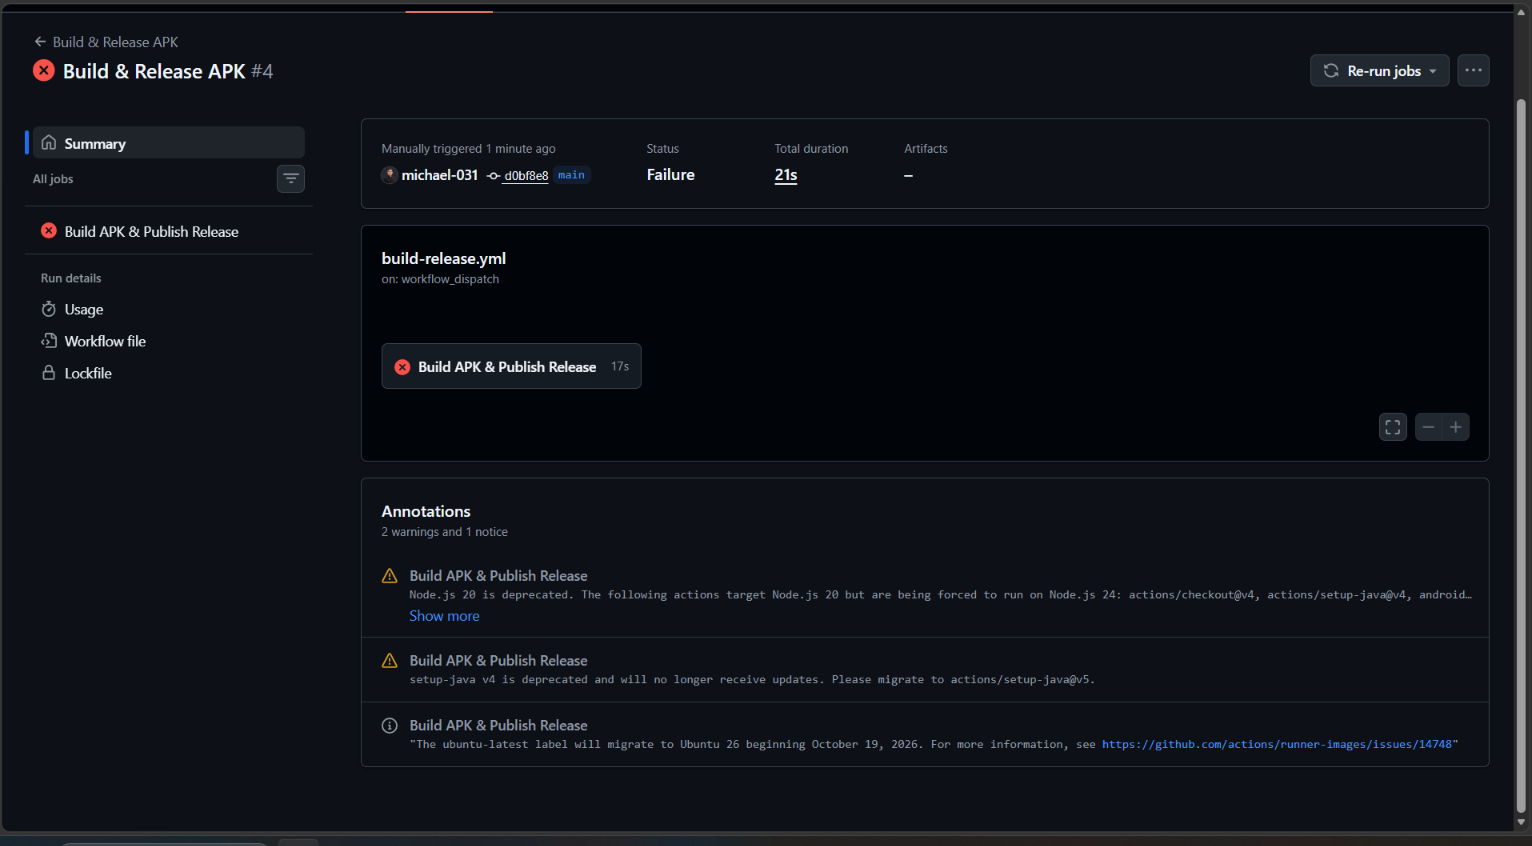 Build & Release APK
Build & Release APK #4
Re-run jobs
Summary
All jobs
Build APK & Publish Release
Run details
Usage
Workflow file
Lockfile
Manually triggered 1 minute ago
michael-031 d0bf8e8 main
Status
Failure
Total duration
21s
Artifacts
–
build-release.yml
on: workflow_dispatch
Build APK & Publish Release 17s
Annotations
2 warnings and 1 notice
Build APK & Publish Release
Node.js 20 is deprecated. The following actions target Node.js 20 but are being forced to run on Node.js 24: actions/checkout@v4, actions/setup-java@v4, android…
Show more
Build APK & Publish Release
setup-java v4 is deprecated and will no longer receive updates. Please migrate to actions/setup-java@v5.
Build APK & Publish Release
"The ubuntu-latest label will migrate to Ubuntu 26 beginning October 19, 2026. For more information, see https://github.com/actions/runner-images/issues/14748"